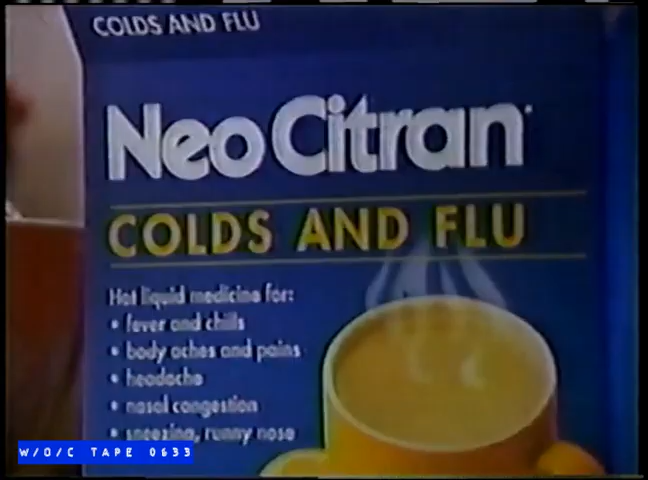 COLDS AND FLU
NeoCitran
COLDS AND FLU
Hot liquid medicine for:
• fever and chills
• body aches and pains
• headache
• nasal congestion
• sneezing, runny nose
W/O/C TAPE 0633